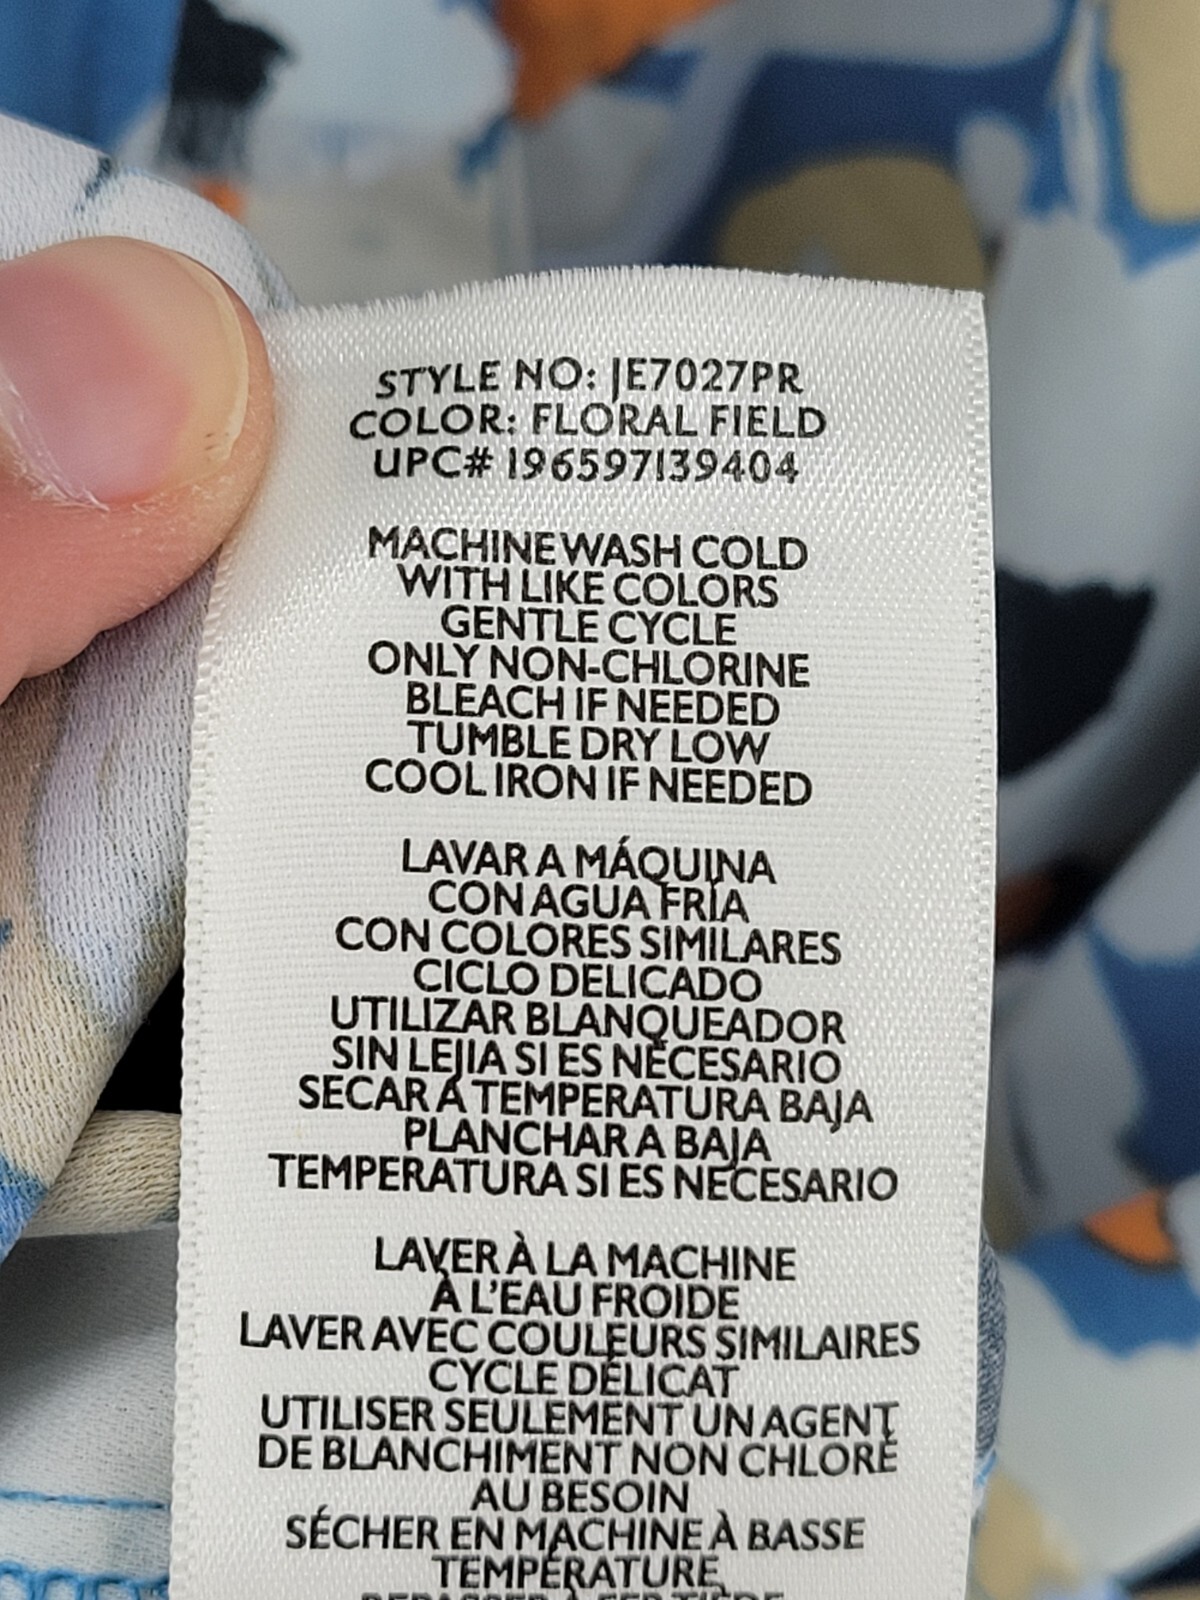 STYLE NO: JE7027PR
COLOR: FLORAL FIELD
UPC# 196597139404
MACHINE WASH COLD
WITH LIKE COLORS
GENTLE CYCLE
ONLY NON-CHLORINE
BLEACH IF NEEDED
TUMBLE DRY LOW
COOL IRON IF NEEDED
LAVAR A MÁQUINA
CON AGUA FRÍA
CON COLORES SIMILARES
CICLO DELICADO
UTILIZAR BLANQUEADOR
SIN LEJIA SI ES NECESARIO
SECAR A TEMPERATURA BAJA
PLANCHAR A BAJA
TEMPERATURA SI ES NECESARIO
LAVER À LA MACHINE
À L'EAU FROIDE
LAVER AVEC COULEURS SIMILAIRES
CYCLE DÉLICAT
UTILISER SEULEMENT UN AGENT
DE BLANCHIMENT NON CHLORÉ
AU BESOIN
SÉCHER EN MACHINE À BASSE
TEMPÉRATURE
REPASSER À FER TIÈDE